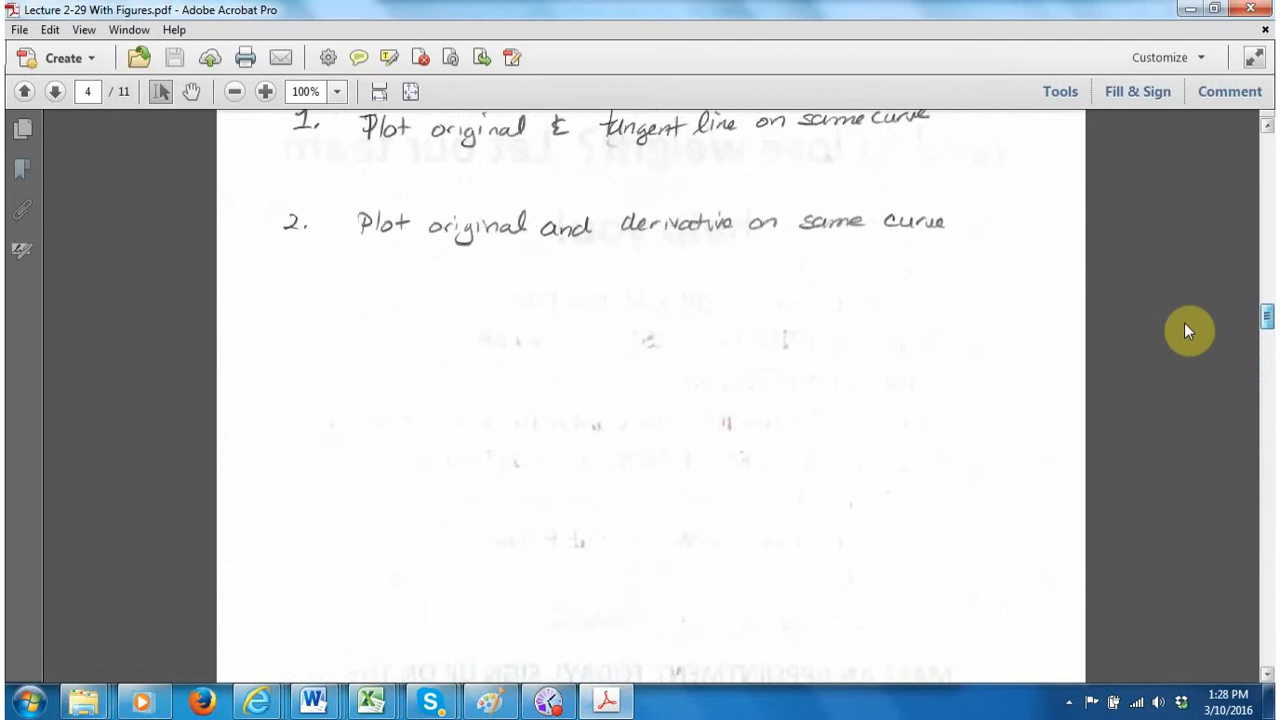 Lecture 2-29 With Figures.pdf - Adobe Acrobat Pro
File Edit View Window Help
Create
Customize
4 / 11
100%
Tools Fill & Sign Comment
1. Plot original & tangent line on same curve
2. Plot original and derivative on same curve
1:28 PM
3/10/2016